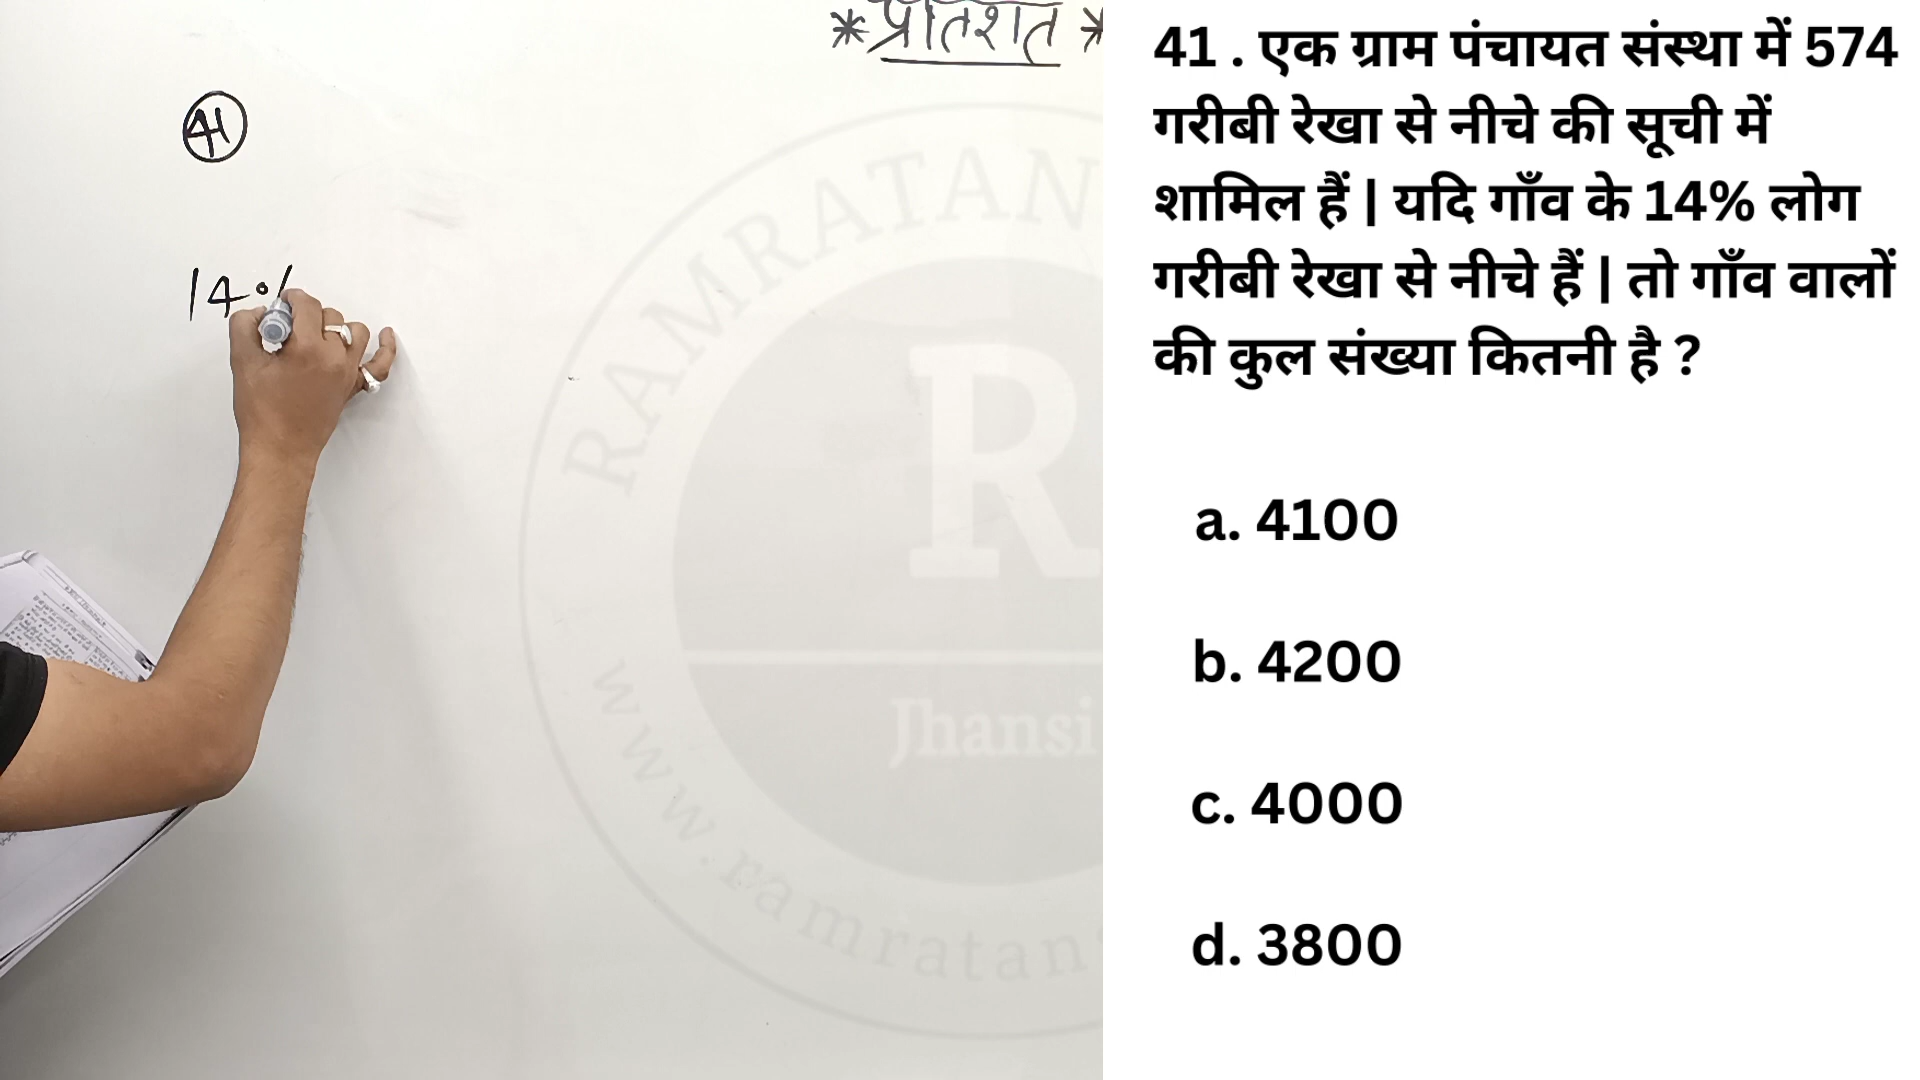 *प्रतिशत*
41
14%
RAMRATAN
R
Jhansi
www.ramratan
41 . एक ग्राम पंचायत संस्था में 574
गरीबी रेखा से नीचे की सूची में
शामिल हैं | यदि गाँव के 14% लोग
गरीबी रेखा से नीचे हैं | तो गाँव वालों
की कुल संख्या कितनी है ?
a. 4100
b. 4200
c. 4000
d. 3800